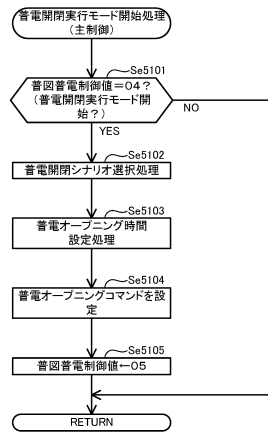 普電開閉実行モード開始処理
(主制御)
Se5101
普図普電制御値=04?
(普電開閉実行モード開
始?)
NO
YES
Se5102
普電開閉シナリオ選択処理
Se5103
普電オープニング時間
設定処理
Se5104
普電オープニングコマンドを設
定
Se5105
普図普電制御値←05
RETURN